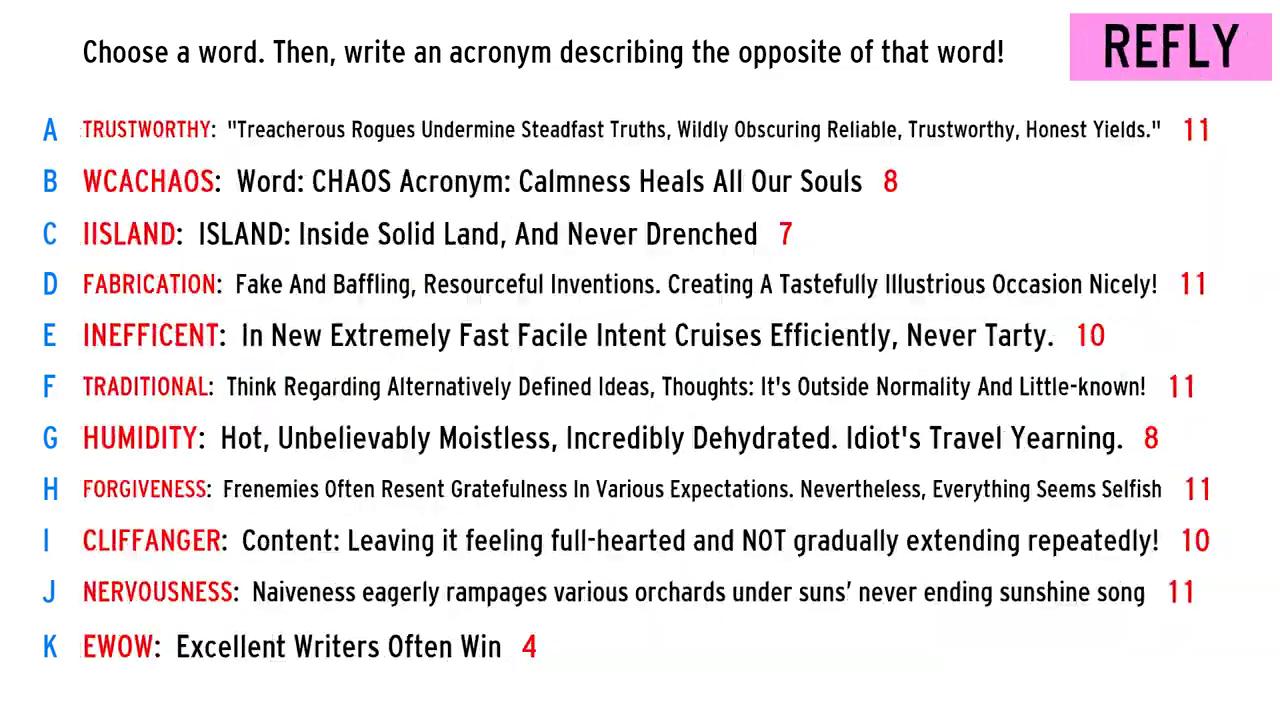 Choose a word. Then, write an acronym describing the opposite of that word!
REFLY
A TRUSTWORTHY: "Treacherous Rogues Undermine Steadfast Truths, Wildly Obscuring Reliable, Trustworthy, Honest Yields." 11
B WCACHAOS: Word: CHAOS Acronym: Calmness Heals All Our Souls 8
C IISLAND: ISLAND: Inside Solid Land, And Never Drenched 7
D FABRICATION: Fake And Baffling, Resourceful Inventions. Creating A Tastefully Illustrious Occasion Nicely! 11
E INEFFICENT: In New Extremely Fast Facile Intent Cruises Efficiently, Never Tarty. 10
F TRADITIONAL: Think Regarding Alternatively Defined Ideas, Thoughts: It's Outside Normality And Little-known! 11
G HUMIDITY: Hot, Unbelievably Moistless, Incredibly Dehydrated. Idiot's Travel Yearning. 8
H FORGIVENESS: Frenemies Often Resent Gratefulness In Various Expectations. Nevertheless, Everything Seems Selfish 11
I CLIFFANGER: Content: Leaving it feeling full-hearted and NOT gradually extending repeatedly! 10
J NERVOUSNESS: Naiveness eagerly rampages various orchards under suns’ never ending sunshine song 11
K EWOW: Excellent Writers Often Win 4